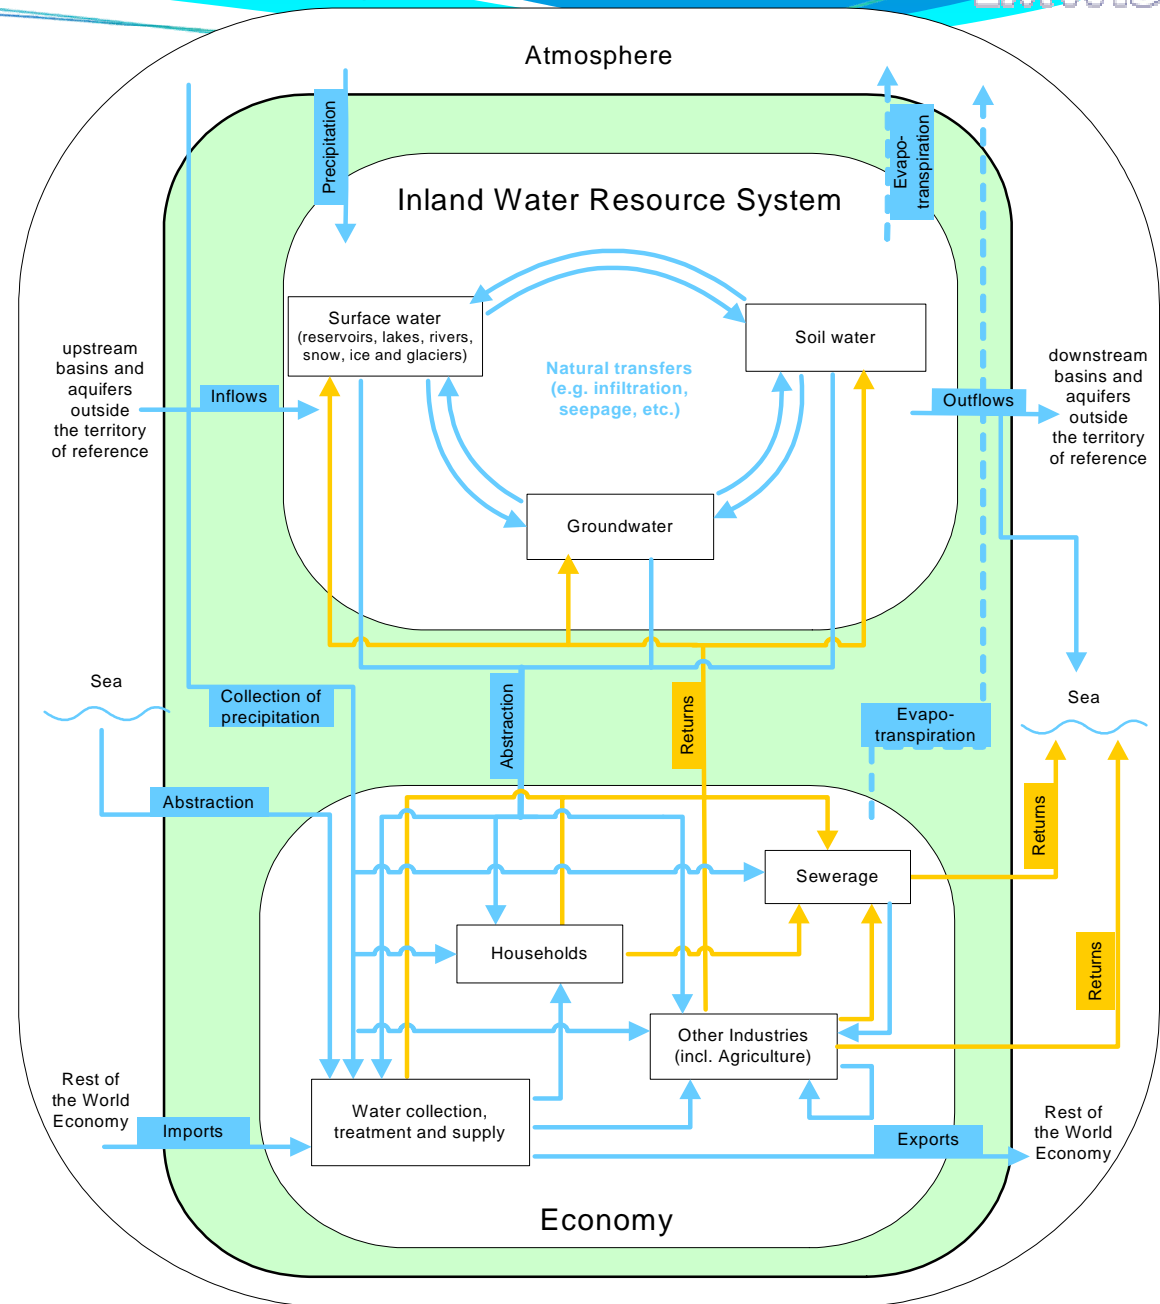 Atmosphere
Precipitation
Evapo-
transpiration
Inland Water Resource System
Surface water
(reservoirs, lakes, rivers,
snow, ice and glaciers)
Soil water
Natural transfers
(e.g. infiltration,
seepage, etc.)
upstream
basins and
aquifers
outside
the territory
of reference
Inflows
Outflows
downstream
basins and
aquifers
outside
the territory
of reference
Groundwater
Sea
Collection of
precipitation
Abstraction
Returns
Evapo-
transpiration
Sea
Abstraction
Returns
Sewerage
Households
Returns
Other Industries
(incl. Agriculture)
Rest of
the World
Economy
Imports
Water collection,
treatment and supply
Exports
Rest of
the World
Economy
Economy